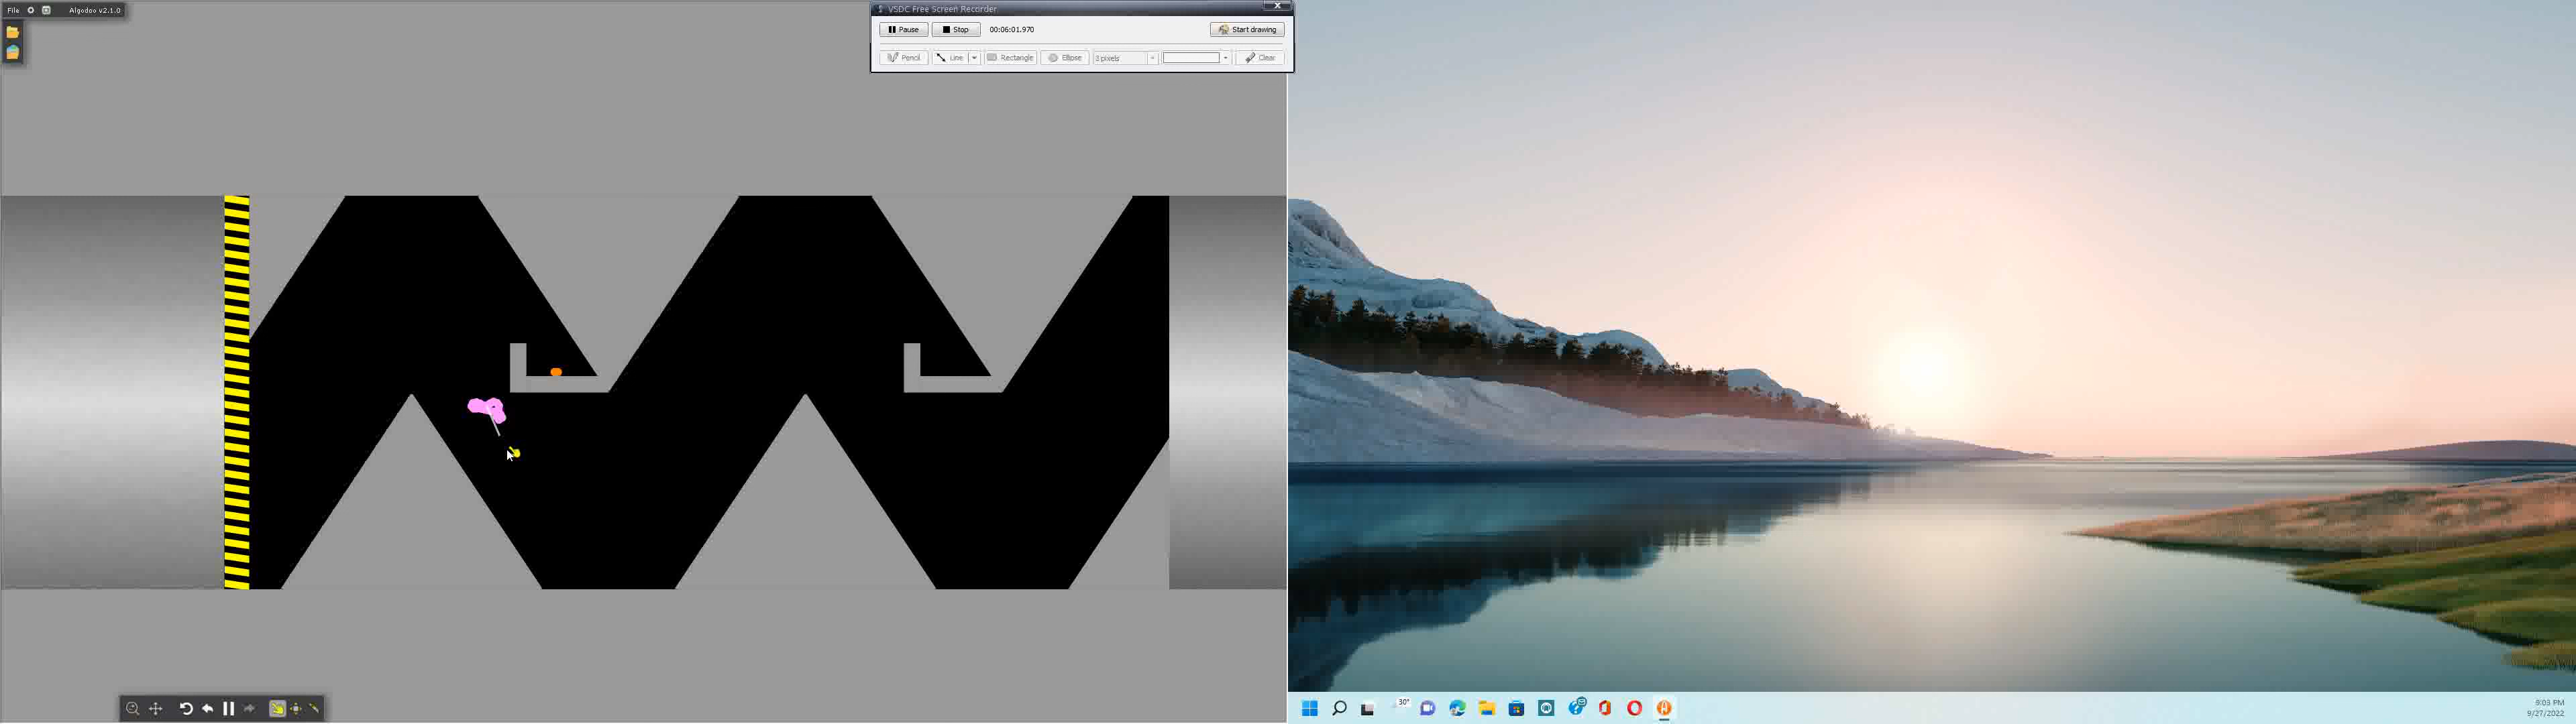 File Algodoo v2.1.0
VSDC Free Screen Recorder
Pause Stop 00:06:01.970 Start drawing
Pencil Line Rectangle Ellipse 3 pixels Clear
30°
9:03 PM
9/27/2022